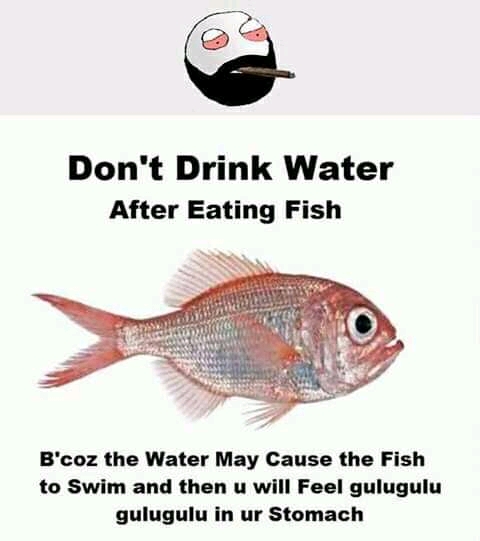 Don't Drink Water
After Eating Fish
B'coz the Water May Cause the Fish
to Swim and then u will Feel gulugulu
gulugulu in ur Stomach